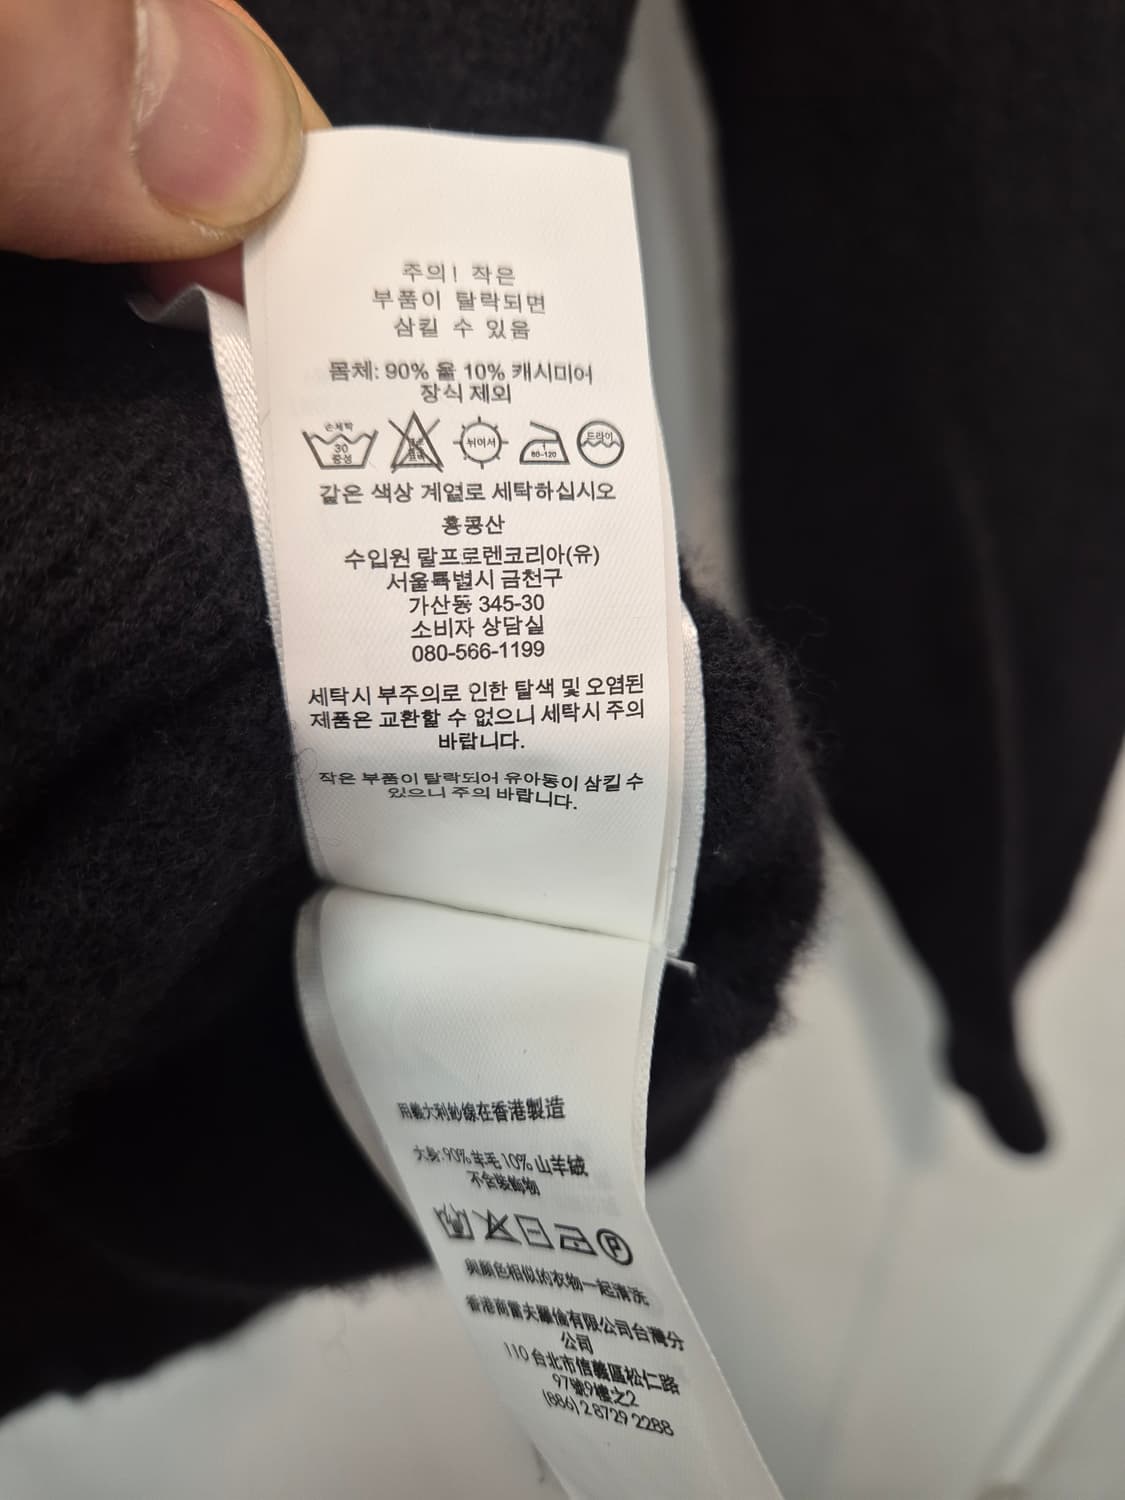 주의! 작은
부품이 탈락되면
삼킬 수 있음
몸체: 90% 울 10% 캐시미어
장식 제외
손세탁
30
중성
뉘어서
1
80-120
드라이
같은 색상 계열로 세탁하십시오
홍콩산
수입원 랄프로렌코리아(유)
서울특별시 금천구
가산동 345-30
소비자 상담실
080-566-1199
세탁시 부주의로 인한 탈색 및 오염된
제품은 교환할 수 없으니 세탁시 주의
바랍니다.
작은 부품이 탈락되어 유아동이 삼킬 수
있으니 주의 바랍니다.
用義大利紗線在香港製造
大身: 90% 羊毛 10% 山羊絨
不含裝飾物
P
與顏色相似的衣物一起清洗
香港商雷夫羅倫有限公司台灣分
公司
110 台北市信義區松仁路
97號9樓之2
(886) 2 8729 2288